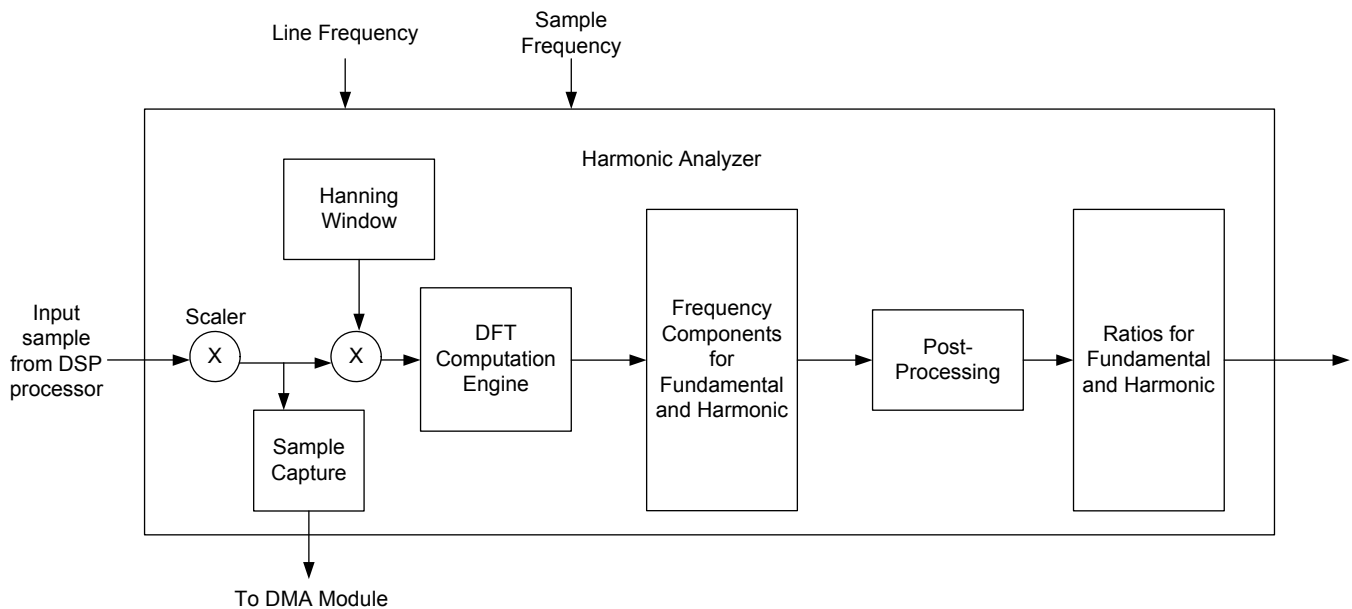 Line Frequency
Sample
Frequency
Harmonic Analyzer
Hanning
Window
Input
sample
from DSP
processor
Scaler
X
X
DFT
Computation
Engine
Frequency
Components
for
Fundamental
and Harmonic
Post-
Processing
Ratios for
Fundamental
and Harmonic
Sample
Capture
To DMA Module